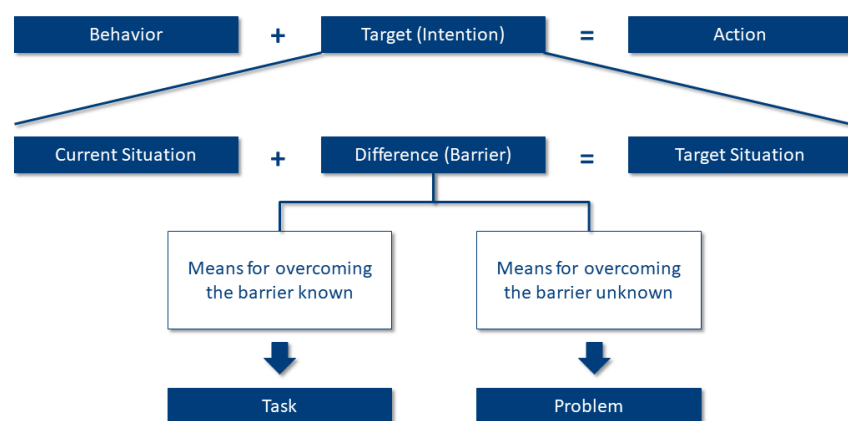 Behavior + Target (Intention) = Action
Current Situation + Difference (Barrier) = Target Situation
Means for overcoming
the barrier known
Means for overcoming
the barrier unknown
Task
Problem